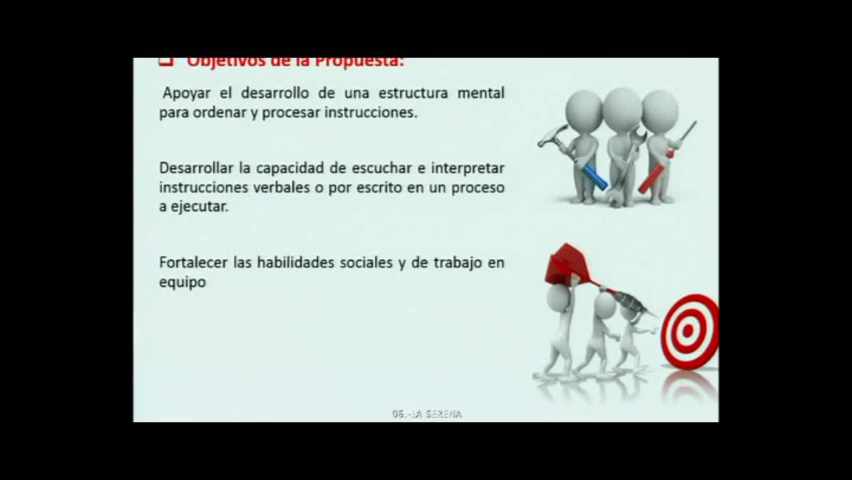 Objetivos de la Propuesta:
Apoyar el desarrollo de una estructura mental
para ordenar y procesar instrucciones.
Desarrollar la capacidad de escuchar e interpretar
instrucciones verbales o por escrito en un proceso
a ejecutar.
Fortalecer las habilidades sociales y de trabajo en
equipo
06.-LA SERENA